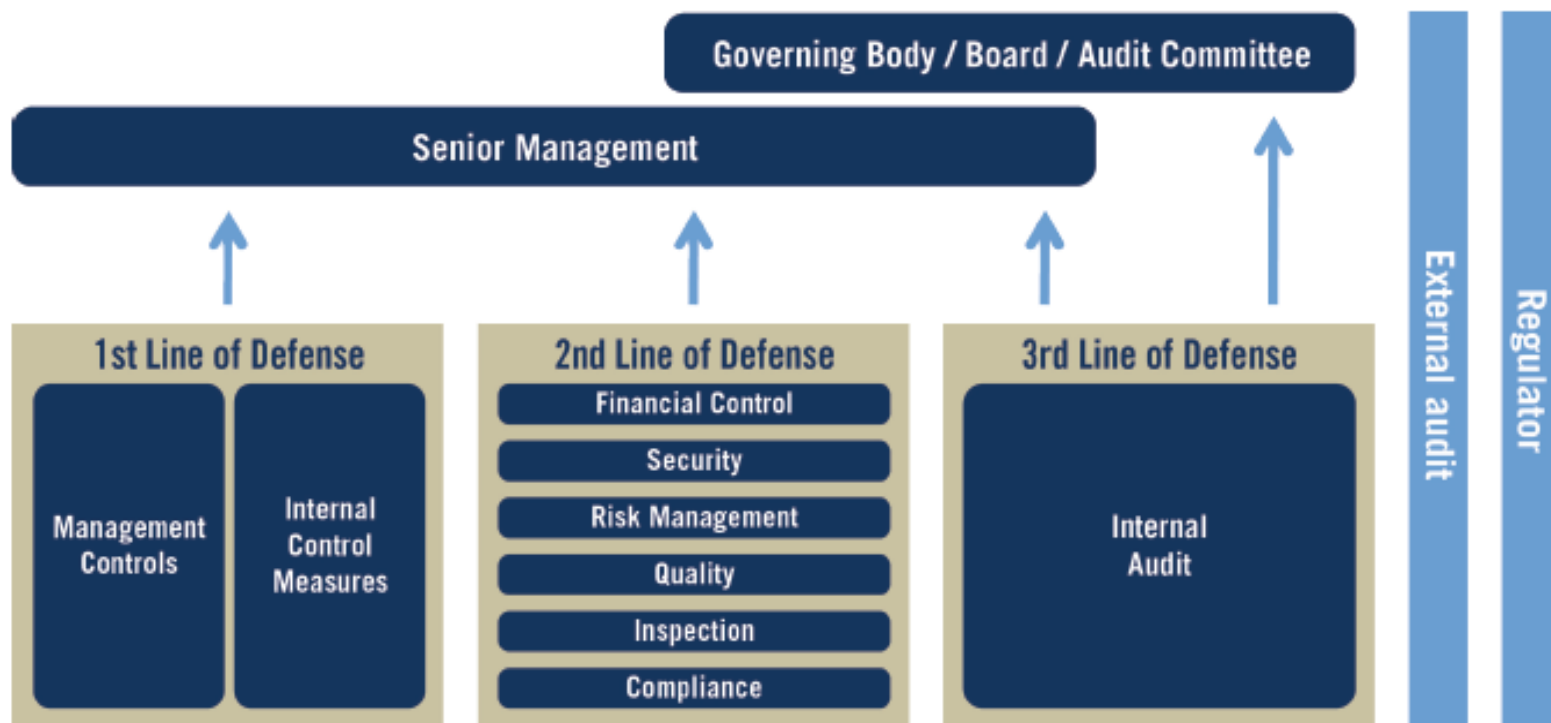 Governing Body / Board / Audit Committee
Senior Management
1st Line of Defense
Management
Controls
Internal
Control
Measures
2nd Line of Defense
Financial Control
Security
Risk Management
Quality
Inspection
Compliance
3rd Line of Defense
Internal
Audit
External audit
Regulator